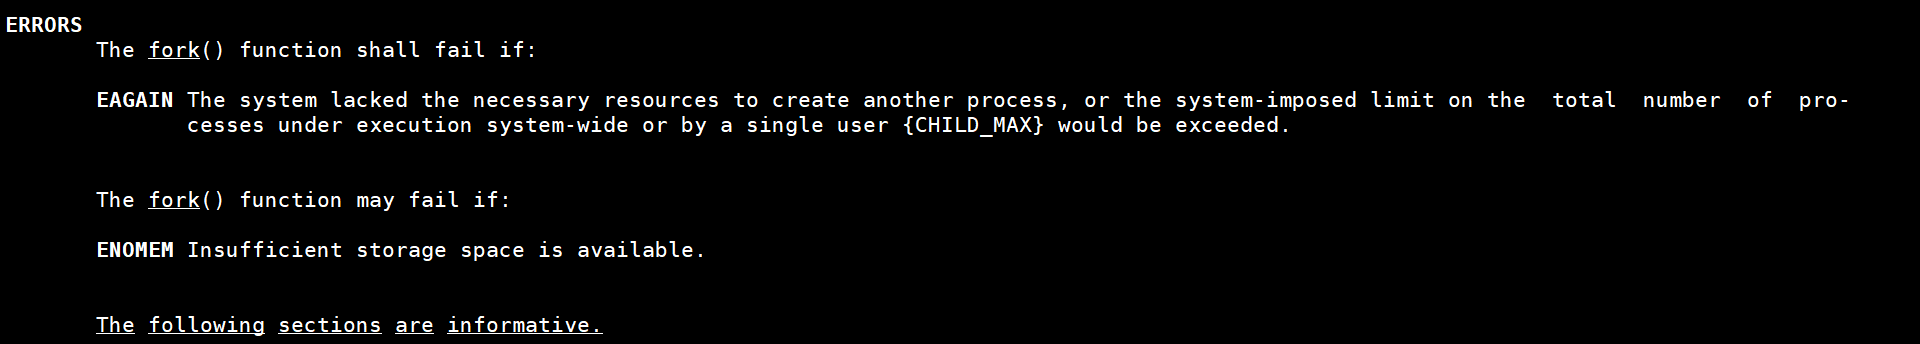 ERRORS
The fork() function shall fail if:
EAGAIN The system lacked the necessary resources to create another process, or the system-imposed limit on the  total  number  of  pro-
cesses under execution system-wide or by a single user {CHILD_MAX} would be exceeded.
The fork() function may fail if:
ENOMEM Insufficient storage space is available.
The following sections are informative.